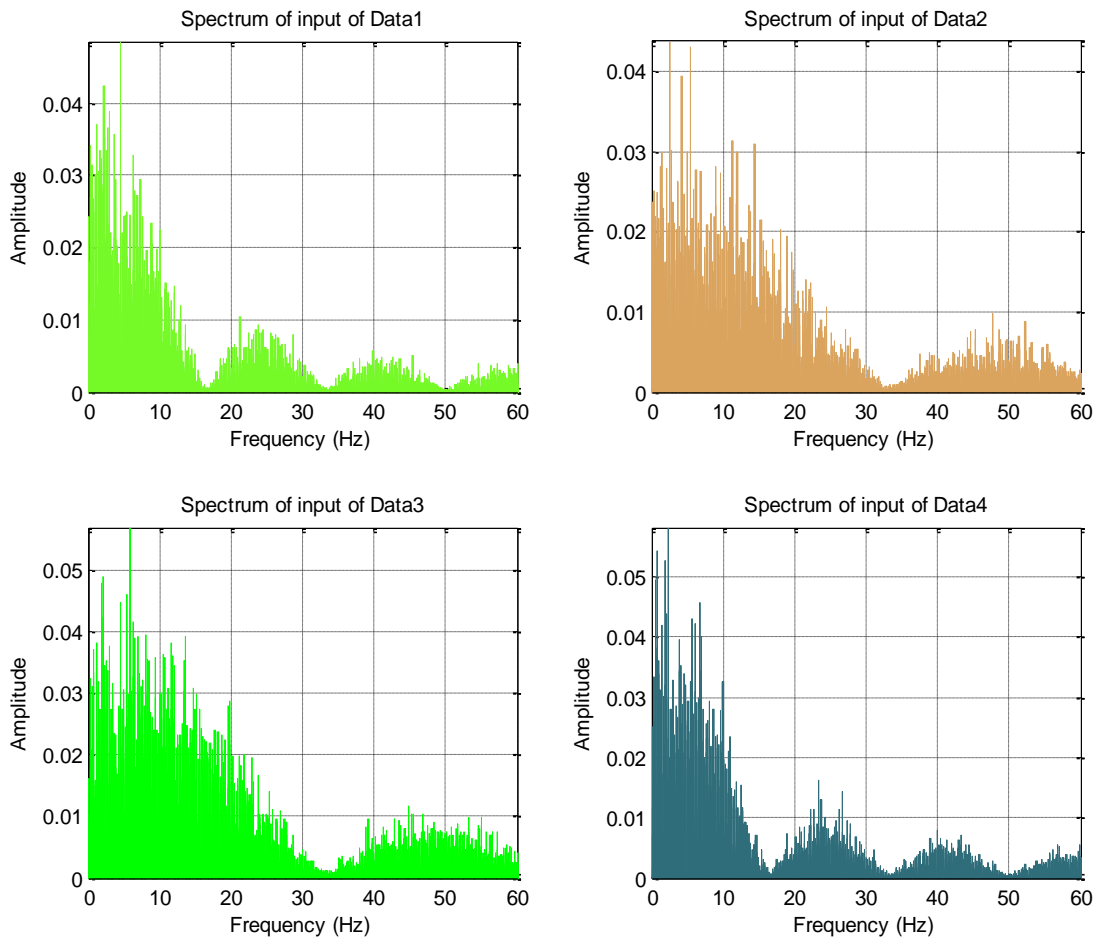 Spectrum of input of Data1
Amplitude
0.04
0.03
0.02
0.01
0
0 10 20 30 40 50 60
Frequency (Hz)
Spectrum of input of Data2
Amplitude
0.04
0.03
0.02
0.01
0
0 10 20 30 40 50 60
Frequency (Hz)
Spectrum of input of Data3
Amplitude
0.05
0.04
0.03
0.02
0.01
0
0 10 20 30 40 50 60
Frequency (Hz)
Spectrum of input of Data4
Amplitude
0.05
0.04
0.03
0.02
0.01
0
0 10 20 30 40 50 60
Frequency (Hz)